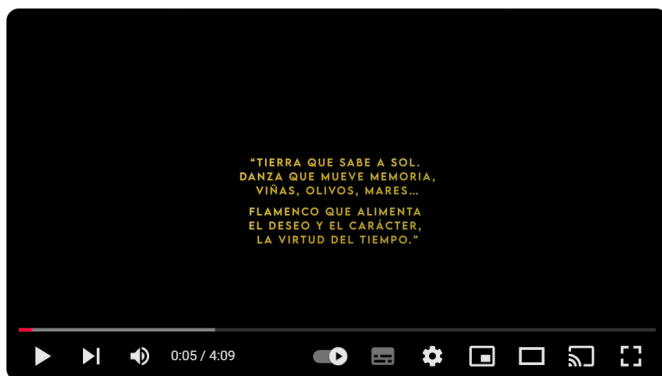 “TIERRA QUE SABE A SOL.
DANZA QUE MUEVE MEMORIA,
VIÑAS, OLIVOS, MARES…
FLAMENCO QUE ALIMENTA
EL DESEO Y EL CARÁCTER,
LA VIRTUD DEL TIEMPO.”
0:05 / 4:09